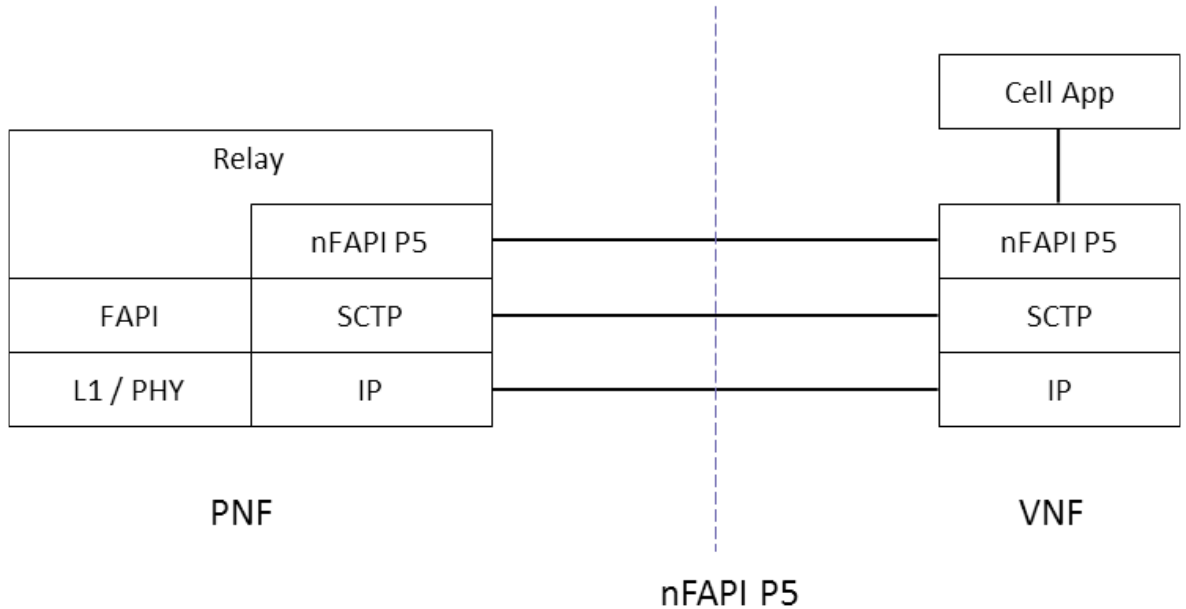 Cell App
Relay
nFAPI P5
nFAPI P5
FAPI
SCTP
SCTP
L1 / PHY
IP
IP
PNF
VNF
nFAPI P5